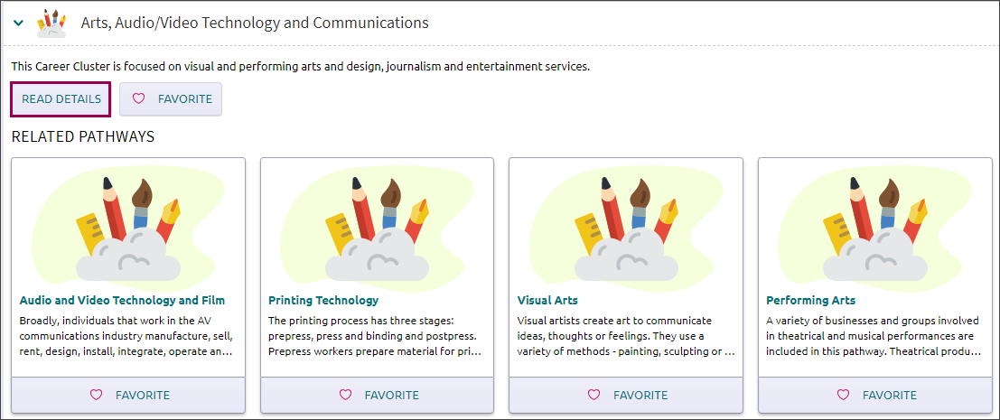 Arts, Audio/Video Technology and Communications
This Career Cluster is focused on visual and performing arts and design, journalism and entertainment services.
READ DETAILS
FAVORITE
RELATED PATHWAYS
Audio and Video Technology and Film
Broadly, individuals that work in the AV
communications industry manufacture, sell,
rent, design, install, integrate, operate an...
FAVORITE
Printing Technology
The printing process has three stages:
prepress, press and binding and postpress.
Prepress workers prepare material for pri...
FAVORITE
Visual Arts
Visual artists create art to communicate
ideas, thoughts or feelings. They use a
variety of methods - painting, sculpting or ...
FAVORITE
Performing Arts
A variety of businesses and groups involved
in theatrical and musical performances are
included in this pathway. Theatrical produ...
FAVORITE